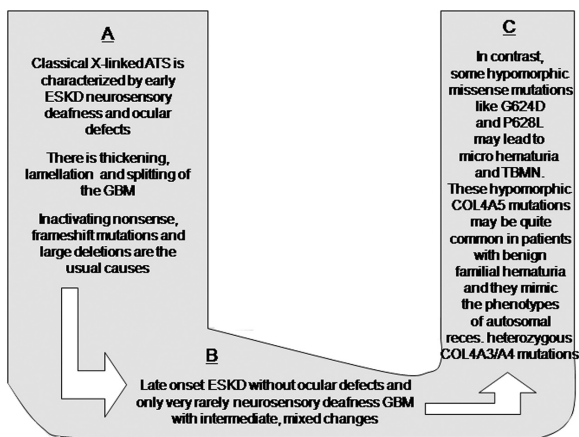 A
Classical X-linked ATS is
characterized by early
ESKD neurosensory
deafness and ocular
defects
There is thickening,
lamellation and splitting of
the GBM
Inactivating nonsense,
frameshift mutations and
large deletions are the
usual causes
B
Late onset ESKD without ocular defects and
only very rarely neurosensory deafness GBM
with intermediate, mixed changes
C
In contrast,
some hypomorphic
missense mutations
like G624D
and P628L
may lead to
micro hematuria
and TBMN.
These hypomorphic
COL4A5 mutations
may be quite
common in patients
with benign
familial hematuria
and they mimic
the phenotypes
of autosomal
reces. heterozygous
COL4A3/A4 mutations